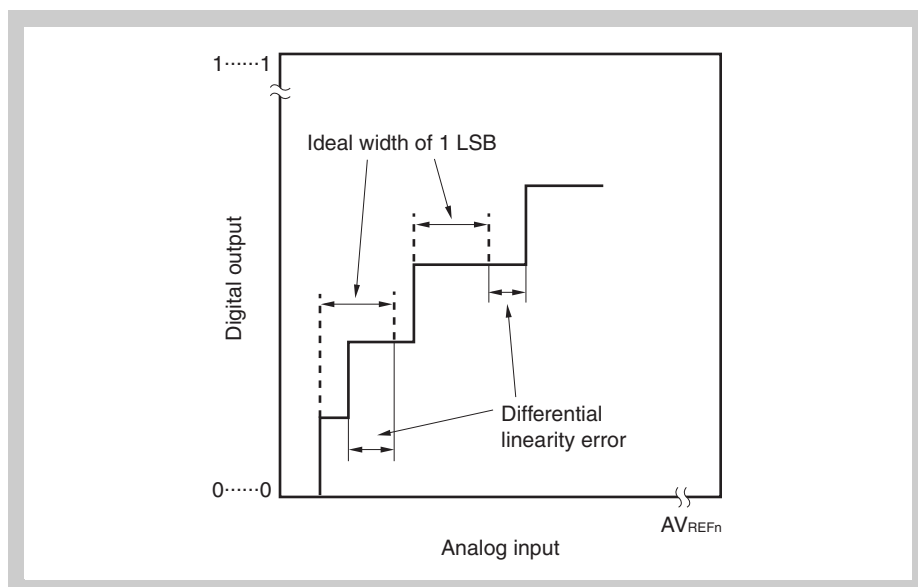 1······1
Ideal width of 1 LSB
Digital output
Differential
linearity error
0······0
AVREFn
Analog input